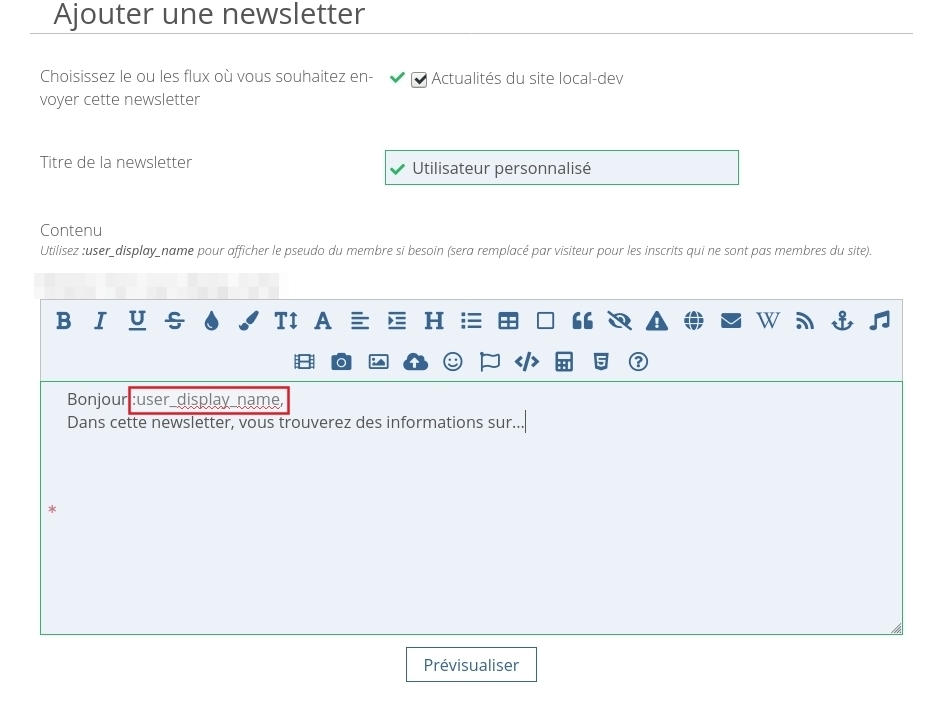 Ajouter une newsletter
Choisissez le ou les flux où vous souhaitez en-
voyer cette newsletter
Actualités du site local-dev
Titre de la newsletter
Utilisateur personnalisé
Contenu
Utilisez :user_display_name pour afficher le pseudo du membre si besoin (sera remplacé par visiteur pour les inscrits qui ne sont pas membres du site).
Bonjour :user_display_name,
Dans cette newsletter, vous trouverez des informations sur...
*
Prévisualiser